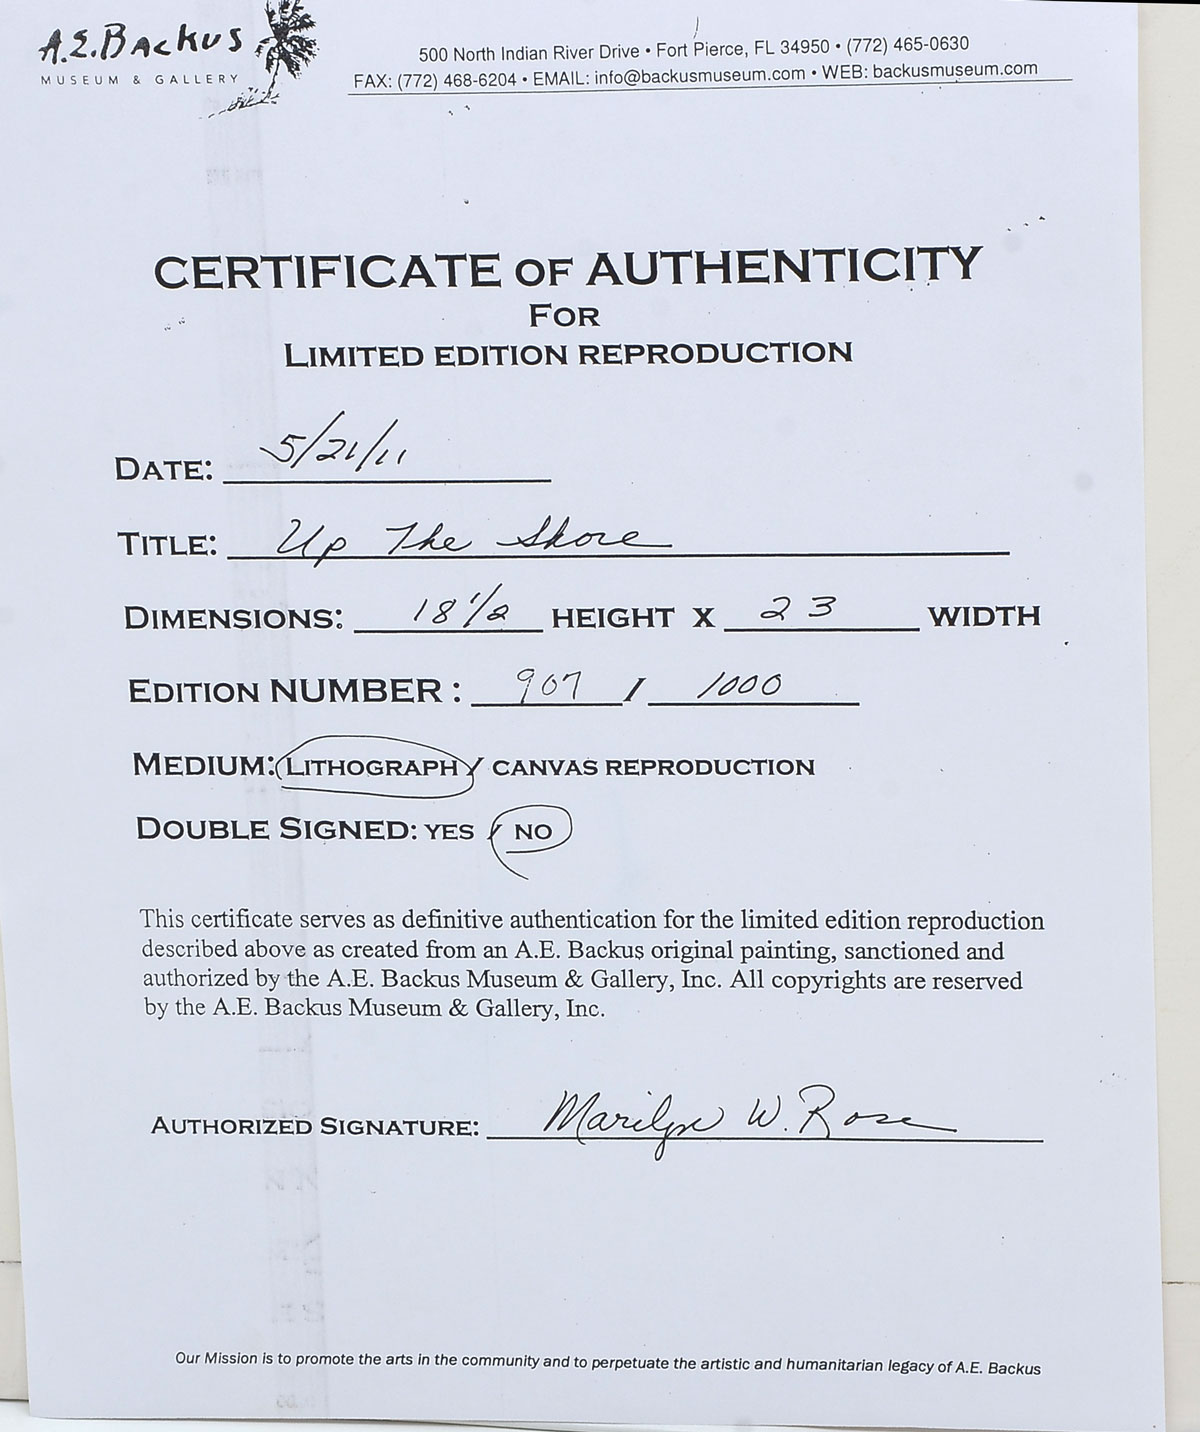 A.E. Backus
MUSEUM & GALLERY
500 North Indian River Drive • Fort Pierce, FL 34950 • (772) 465-0630
FAX: (772) 468-6204 • EMAIL: info@backusmuseum.com • WEB: backusmuseum.com
CERTIFICATE OF AUTHENTICITY
FOR
LIMITED EDITION REPRODUCTION
DATE: 5/21/11
TITLE: Up The Shore
DIMENSIONS: 18 1/2 HEIGHT X 23 WIDTH
EDITION NUMBER: 907 / 1000
MEDIUM: LITHOGRAPH / CANVAS REPRODUCTION
DOUBLE SIGNED: YES / NO
This certificate serves as definitive authentication for the limited edition reproduction
described above as created from an A.E. Backus original painting, sanctioned and
authorized by the A.E. Backus Museum & Gallery, Inc. All copyrights are reserved
by the A.E. Backus Museum & Gallery, Inc.
AUTHORIZED SIGNATURE: Marilyn W. Rose
Our Mission is to promote the arts in the community and to perpetuate the artistic and humanitarian legacy of A.E. Backus